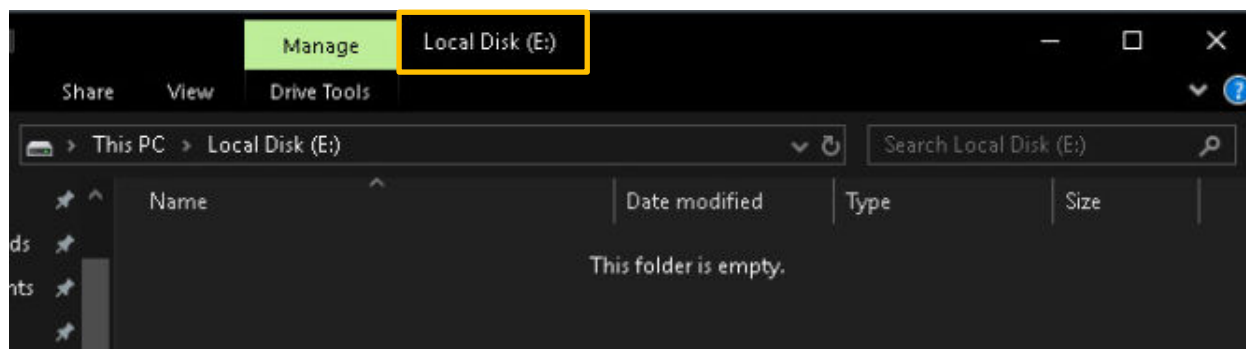 Manage Local Disk (E:)
Share View Drive Tools
This PC > Local Disk (E:) Search Local Disk (E:)
Name Date modified Type Size
ds
This folder is empty.
nts